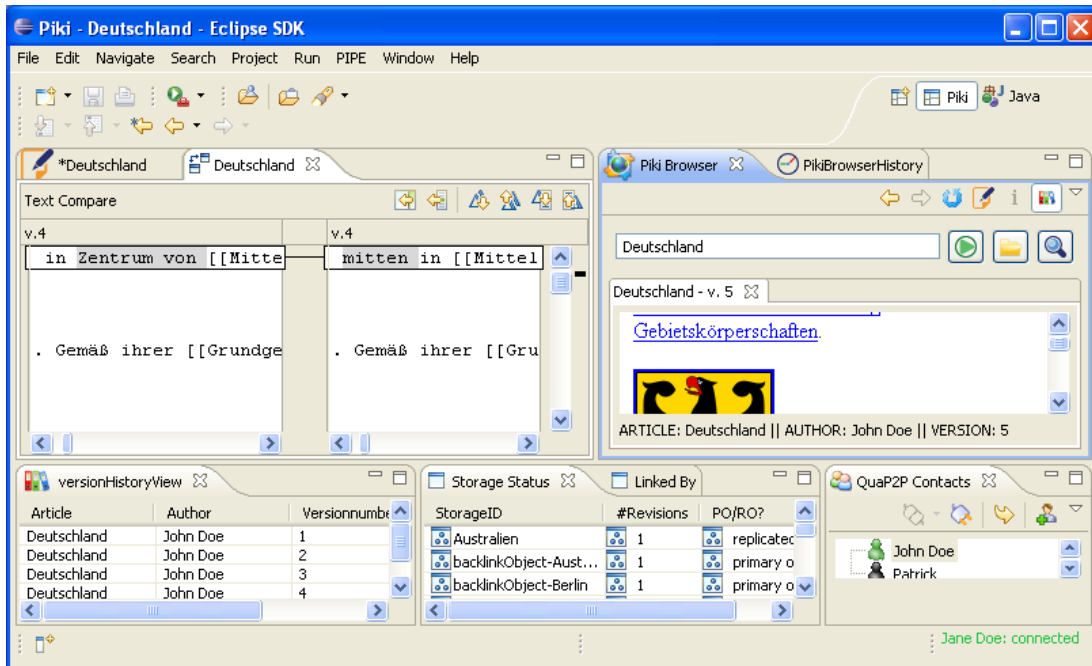 Piki - Deutschland - Eclipse SDK
File Edit Navigate Search Project Run PIPE Window Help
Piki Java
*Deutschland Deutschland
Text Compare
v.4 v.4
in Zentrum von [[Mitte mitten in [[Mittel
. Gemäß ihrer [[Grundge . Gemäß ihrer [[Gru
Piki Browser PikiBrowserHistory
Deutschland
Deutschland - v. 5
Gebietskörperschaften.
ARTICLE: Deutschland || AUTHOR: John Doe || VERSION: 5
versionHistoryView
Article Author Versionnumbe
Deutschland John Doe 1
Deutschland John Doe 2
Deutschland John Doe 3
Deutschland John Doe 4
Storage Status Linked By
StorageID #Revisions PO/RO?
Australien 1 replicated
backlinkObject-Aust... 1 primary o
backlinkObject-Berlin 1 primary o
QuaP2P Contacts
John Doe
Patrick
Jane Doe: connected